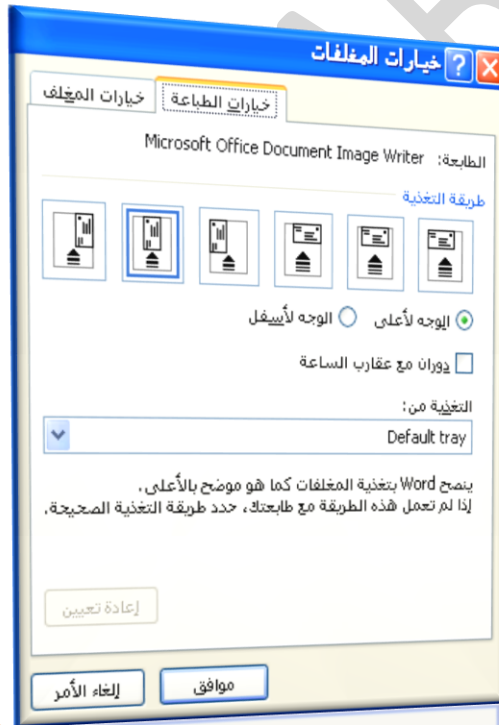 خيارات المغلفات
خيارات الطباعة
خيارات المغلف
الطابعة: Microsoft Office Document Image Writer
طريقة التغذية
الوجه لأعلى
الوجه لأسفل
دوران مع عقارب الساعة
التغذية من:
Default tray
ينصح Word بتغذية المغلفات كما هو موضح بالأعلى.
إذا لم تعمل هذه الطريقة مع طابعتك، حدد طريقة التغذية الصحيحة.
إعادة تعيين
موافق
إلغاء الأمر